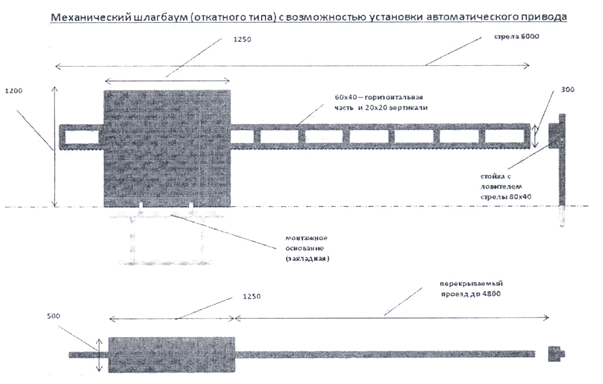 Механический шлагбаум (откатного типа) с возможностью установки автоматического привода
1250
стрела 6000
1200
60х40 – горизонтальная
часть и 20х20 вертикали
300
стойка с
ловителем
стрелы 80х40
монтажное
основание
(закладная)
1250
перекрываемый
проезд до 4800
500